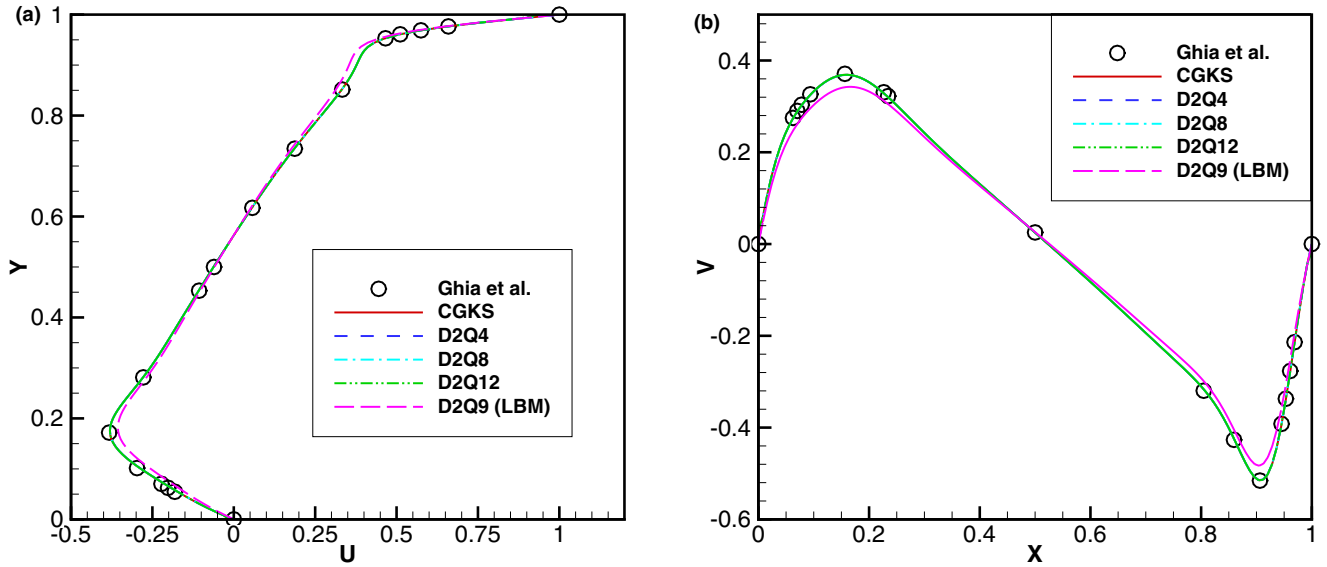 (a)
1
0.8
0.6
0.4
0.2
0
Y
-0.5
-0.25
0
0.25
0.5
0.75
1
U
Ghia et al.
CGKS
D2Q4
D2Q8
D2Q12
D2Q9 (LBM)
(b)
0.4
0.2
0
-0.2
-0.4
-0.6
V
0
0.2
0.4
0.6
0.8
1
X
Ghia et al.
CGKS
D2Q4
D2Q8
D2Q12
D2Q9 (LBM)